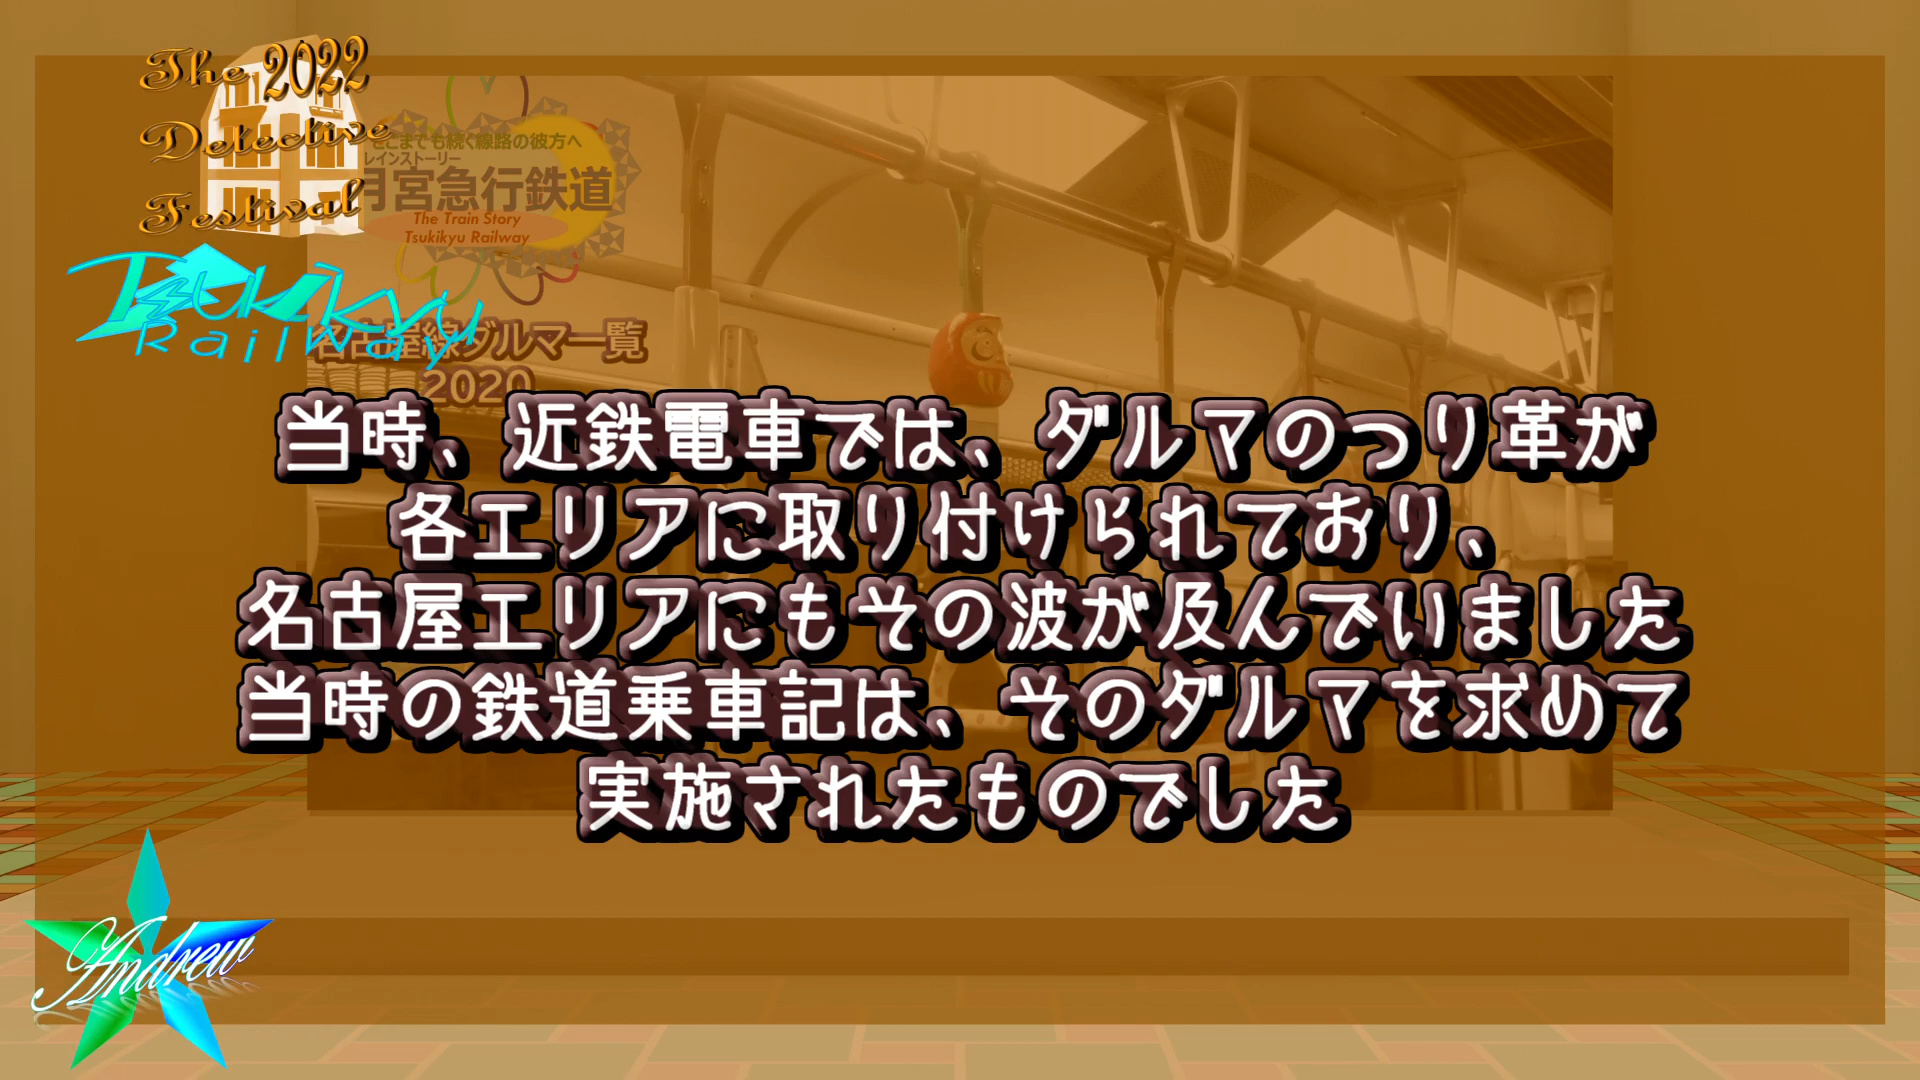 The 2022
Detective
Festival
どこまでも続く線路の彼方へ
レインストーリー
月宮急行鉄道
The Train Story
Tsukikyu Railway
Tsukikyu
Railway
名古屋線ダルマ一覧
2020
当時、近鉄電車では、ダルマのつり革が
各エリアに取り付けられており、
名古屋エリアにもその波が及んでいました
当時の鉄道乗車記は、そのダルマを求めて
実施されたものでした
Andrew